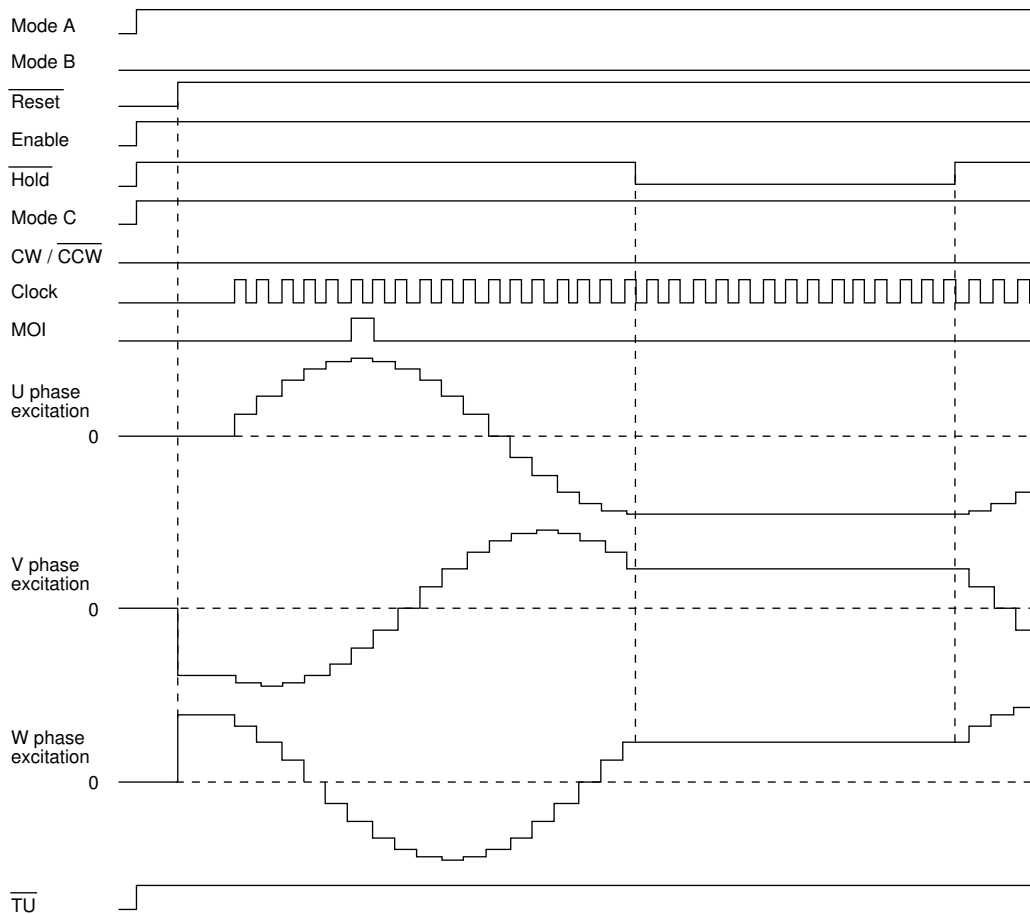 Mode A
Mode B
Reset
Enable
Hold
Mode C
CW / CCW
Clock
MOI
U phase
excitation
0
V phase
excitation
0
W phase
excitation
0
TU